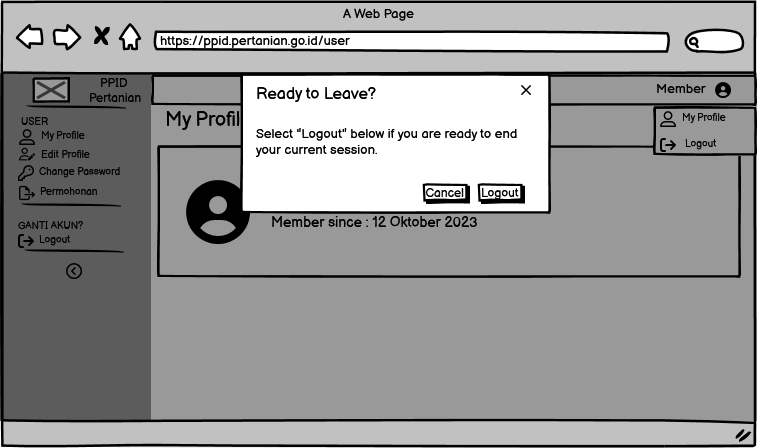 A Web Page
https://ppid.pertanian.go.id/user
PPID
Pertanian
USER
My Profile
Edit Profile
Change Password
Permohonan
GANTI AKUN?
Logout
Member
My Profile
Logout
My Profil
Ready to Leave?
Select "Logout" below if you are ready to end
your current session.
Cancel
Logout
Member since : 12 Oktober 2023